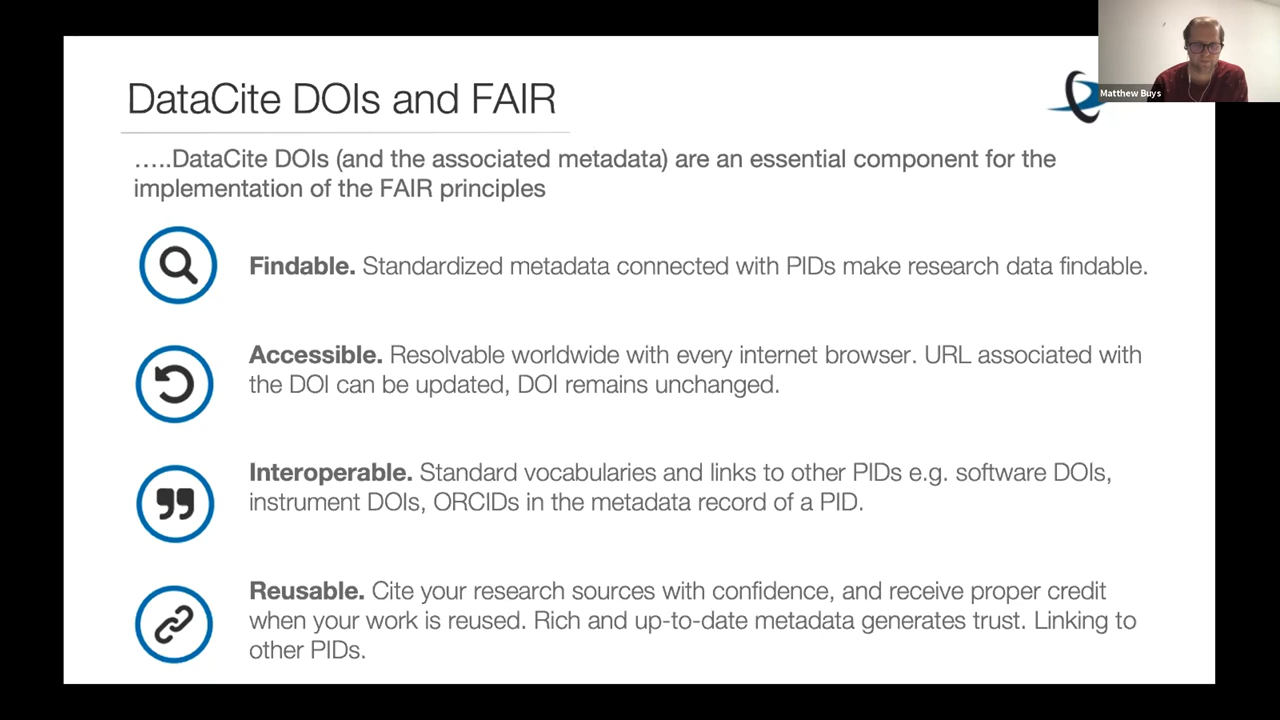 DataCite DOIs and FAIR
Matthew Buys
…..DataCite DOIs (and the associated metadata) are an essential component for the
implementation of the FAIR principles
Findable. Standardized metadata connected with PIDs make research data findable.
Accessible. Resolvable worldwide with every internet browser. URL associated with
the DOI can be updated, DOI remains unchanged.
Interoperable. Standard vocabularies and links to other PIDs e.g. software DOIs,
instrument DOIs, ORCIDs in the metadata record of a PID.
Reusable. Cite your research sources with confidence, and receive proper credit
when your work is reused. Rich and up-to-date metadata generates trust. Linking to
other PIDs.